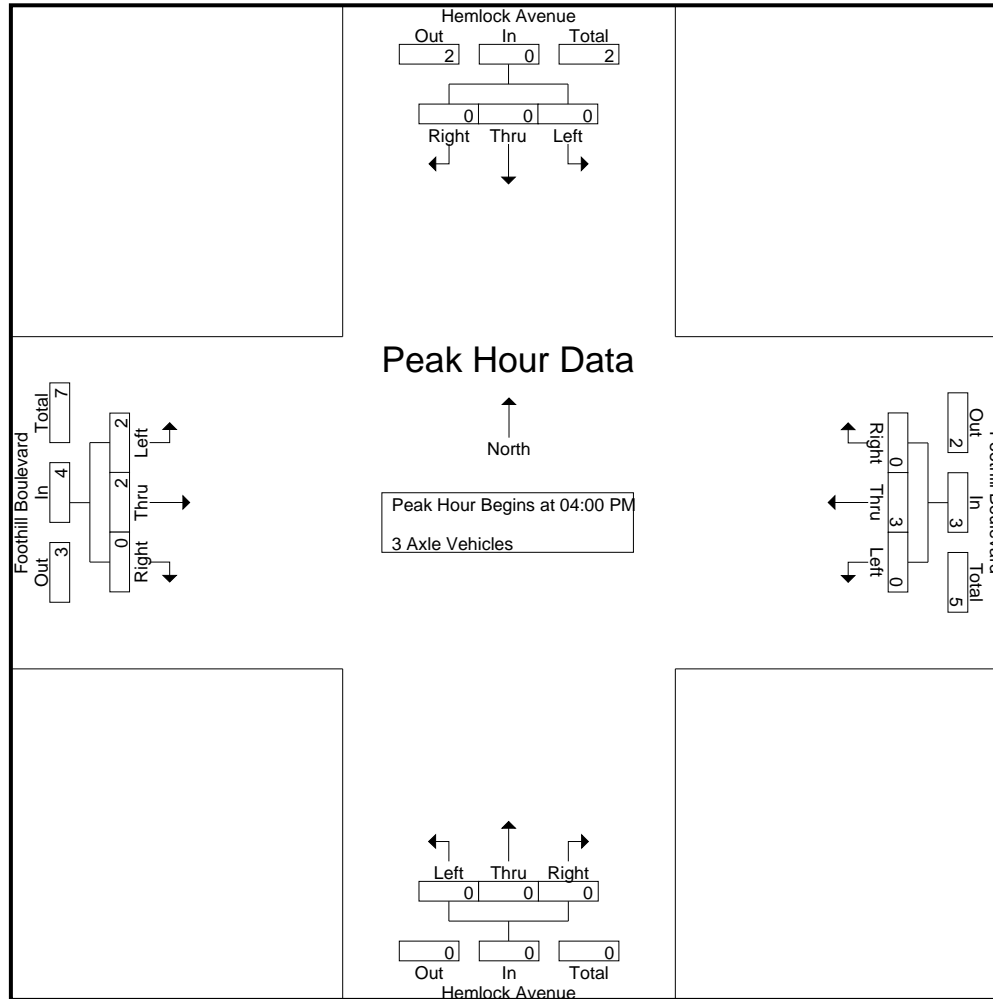 Hemlock Avenue
Out In Total
2 0 2
0 0 0
Right Thru Left
Peak Hour Data
North
Peak Hour Begins at 04:00 PM
3 Axle Vehicles
Foothill Boulevard
Out In Total
3 4 7
Right Thru Left
0 2 2
Out In Total
2 3 5
Right Thru Left
0 3 0
Left Thru Right
0 0 0
0 0 0
Out In Total
Hemlock Avenue